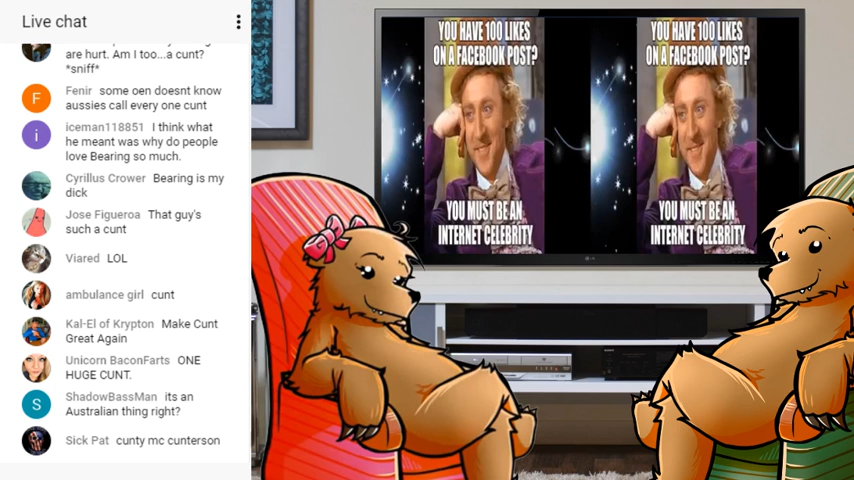 Live chat
are hurt. Am I too...a cunt?
*sniff*
Fenir some oen doesnt know
aussies call every one cunt
iceman118851 I think what
he meant was why do people
love Bearing so much.
Cyrillus Crower Bearing is my
dick
Jose Figueroa That guy's
such a cunt
Viared LOL
ambulance girl cunt
Kal-El of Krypton Make Cunt
Great Again
Unicorn BaconFarts ONE
HUGE CUNT.
ShadowBassMan its an
Australian thing right?
Sick Pat cunty mc cunterson
F
i
S
YOU HAVE 100 LIKES
ON A FACEBOOK POST?
YOU MUST BE AN
INTERNET CELEBRITY
YOU HAVE 100 LIKES
ON A FACEBOOK POST?
YOU MUST BE AN
INTERNET CELEBRITY
LG